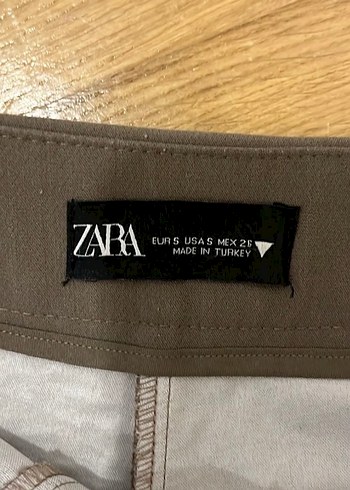 ZARA
EUR S USA S MEX 26
MADE IN TURKEY